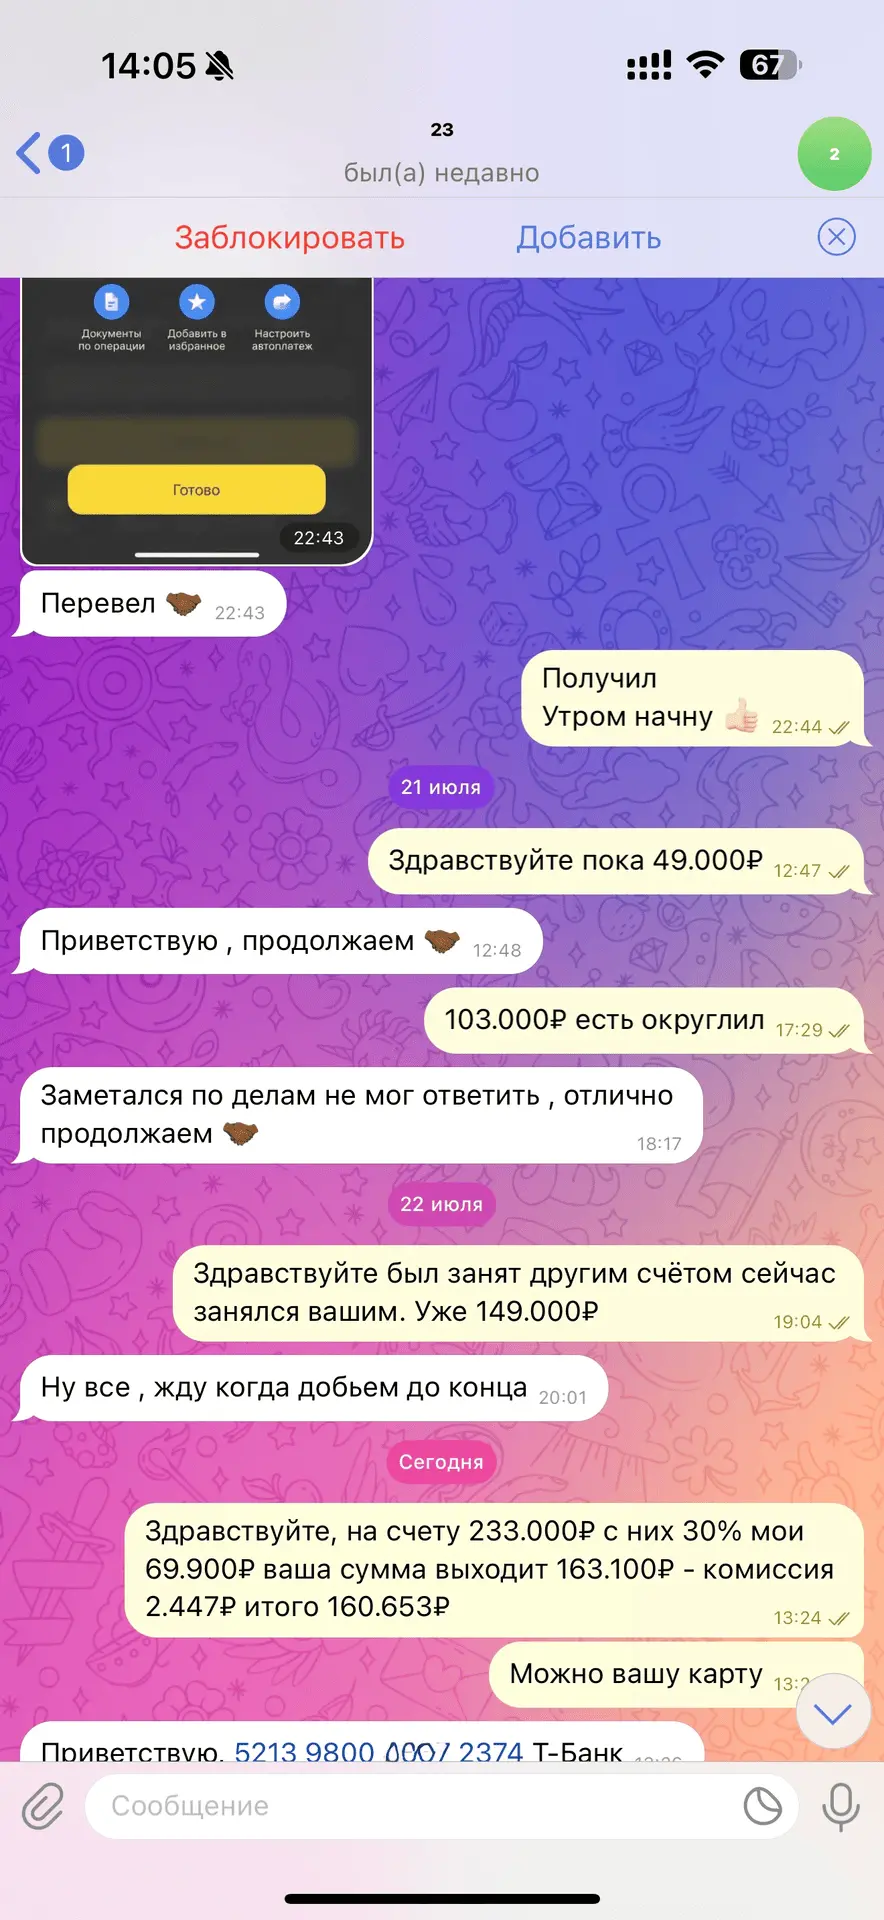 14:05
67
1
23
был(а) недавно
2
Заблокировать
Добавить
Документы по операции
Добавить в избранное
Настроить автоплатеж
Готово
22:43
Перевел 22:43
Получил
Утром начну 22:44
21 июля
Здравствуйте пока 49.000₽ 12:47
Приветствую , продолжаем 12:48
103.000₽ есть округлил 17:29
Заметался по делам не мог ответить , отлично
продолжаем 18:17
22 июля
Здравствуйте был занят другим счётом сейчас
занялся вашим. Уже 149.000₽ 19:04
Ну все , жду когда добьем до конца 20:01
Сегодня
Здравствуйте, на счету 233.000₽ с них 30% мои
69.900₽ ваша сумма выходит 163.100₽ - комиссия
2.447₽ итого 160.653₽ 13:24
Можно вашу карту
Приветствую, 5213 9800 2374 Т-Банк
Сообщение